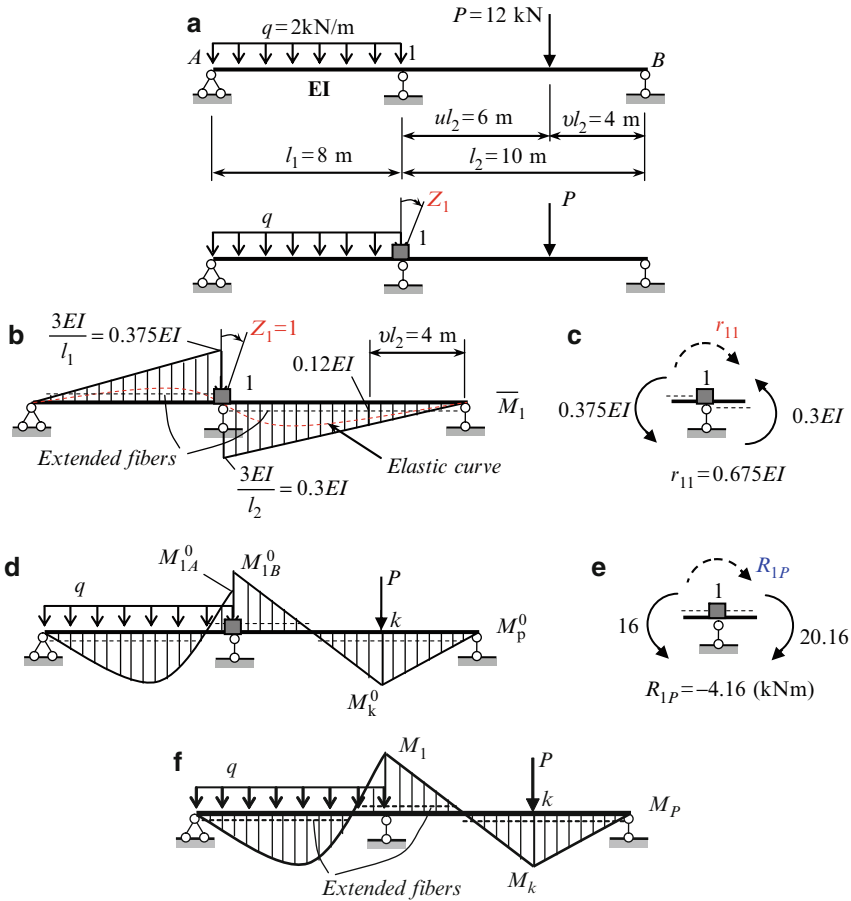 a
q=2kN/m
P=12 kN
A
1
B
EI
ul₂=6 m
υl₂=4 m
l₁=8 m
l₂=10 m
Z₁
q
1
P
b
3EI/l₁=0.375EI
Z₁=1
υl₂=4 m
0.12EI
1
M̅₁
Extended fibers
Elastic curve
3EI/l₂=0.3EI
c
r₁₁
1
0.375EI
0.3EI
r₁₁=0.675EI
d
M⁰₁A
M⁰₁B
P
q
k
M⁰p
M⁰k
e
R₁P
1
16
20.16
R₁P=−4.16 (kNm)
f
M₁
P
q
k
M_P
M_k
Extended fibers